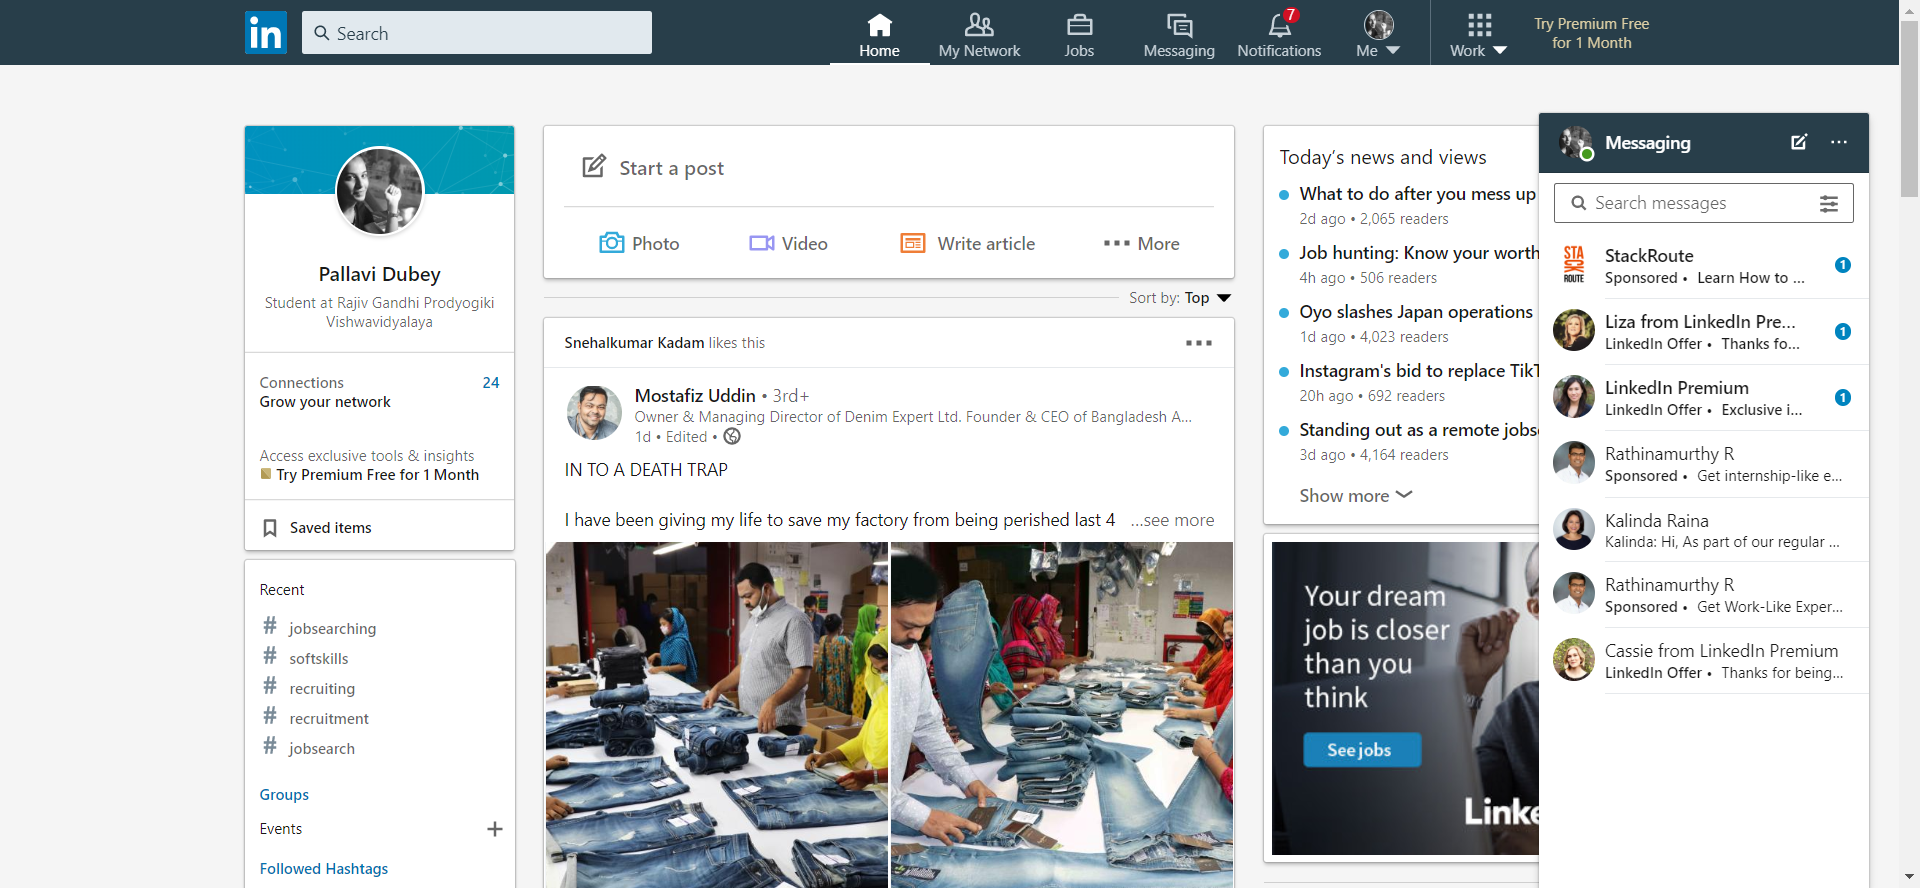 in
Search
Home
My Network
Jobs
Messaging
7
Notifications
Me
Work
Try Premium Free
for 1 Month
Pallavi Dubey
Student at Rajiv Gandhi Prodyogiki
Vishwavidyalaya
Connections 24
Grow your network
Access exclusive tools & insights
Try Premium Free for 1 Month
Saved items
Recent
# jobsearching
# softskills
# recruiting
# recruitment
# jobsearch
Groups
Events +
Followed Hashtags
Start a post
Photo
Video
Write article
More
Sort by: Top
Snehalkumar Kadam likes this
Mostafiz Uddin • 3rd+
Owner & Managing Director of Denim Expert Ltd. Founder & CEO of Bangladesh A...
1d • Edited •
IN TO A DEATH TRAP
I have been giving my life to save my factory from being perished last 4 ...see more
Today's news and views
What to do after you mess up
2d ago • 2,065 readers
Job hunting: Know your worth
4h ago • 506 readers
Oyo slashes Japan operations
1d ago • 4,023 readers
Instagram's bid to replace TikT
20h ago • 692 readers
Standing out as a remote jobs
3d ago • 4,164 readers
Show more
Your dream
job is closer
than you
think
See jobs
Linke
Messaging
Search messages
STACKROUTE
StackRoute
Sponsored • Learn How to ...
1
Liza from LinkedIn Pre...
LinkedIn Offer • Thanks fo...
1
LinkedIn Premium
LinkedIn Offer • Exclusive i...
1
Rathinamurthy R
Sponsored • Get internship-like e...
Kalinda Raina
Kalinda: Hi, As part of our regular ...
Rathinamurthy R
Sponsored • Get Work-Like Exper...
Cassie from LinkedIn Premium
LinkedIn Offer • Thanks for being...